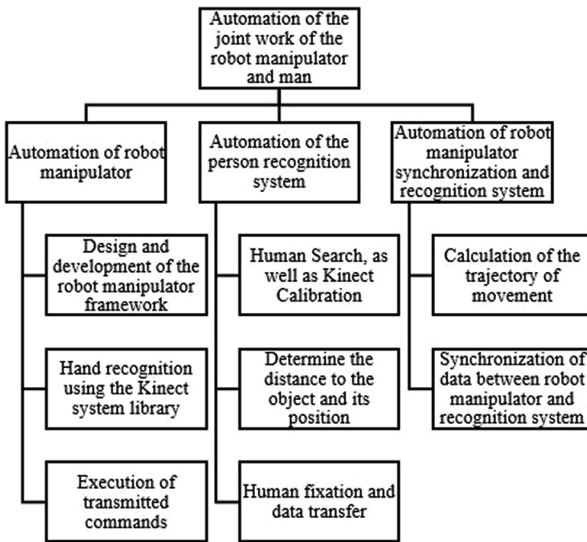 Automation of the
joint work of the
robot manipulator
and man
Automation of robot
manipulator
Automation of the
person recognition
system
Automation of robot
manipulator
synchronization and
recognition system
Design and
development of the
robot manipulator
framework
Human Search, as
well as Kinect
Calibration
Calculation of the
trajectory of
movement
Hand recognition
using the Kinect
system library
Determine the
distance to the
object and its
position
Synchronization of
data between robot
manipulator and
recognition system
Execution of
transmitted
commands
Human fixation and
data transfer